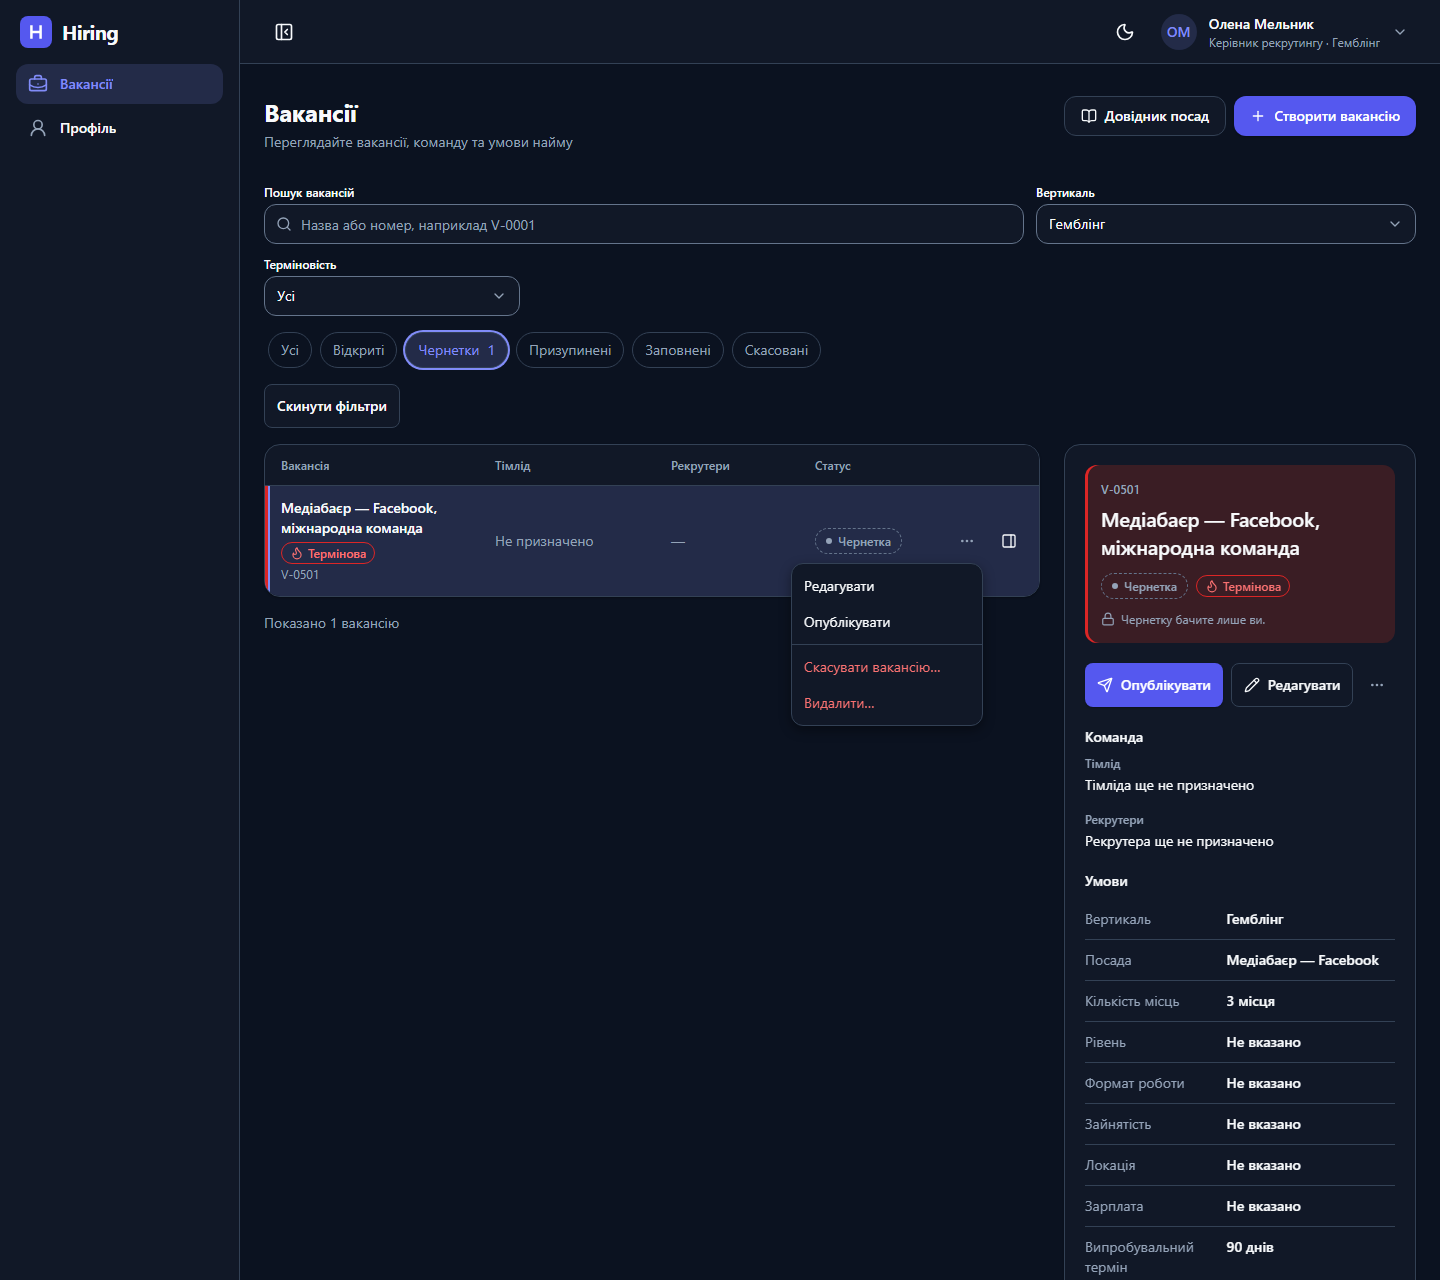 H Hiring
Вакансії
Профіль
ОМ
Олена Мельник
Керівник рекрутингу · Гемблінг
Вакансії
Переглядайте вакансії, команду та умови найму
Довідник посад
Створити вакансію
Пошук вакансій
Назва або номер, наприклад V-0001
Вертикаль
Гемблінг
Терміновість
Усі
Усі
Відкриті
Чернетки 1
Призупинені
Заповнені
Скасовані
Скинути фільтри
Вакансія Тімлід Рекрутери Статус
Медіабаєр — Facebook,
міжнародна команда
Термінова
V-0501
Не призначено
—
Чернетка
Редагувати
Опублікувати
Скасувати вакансію...
Видалити...
Показано 1 вакансію
V-0501
Медіабаєр — Facebook,
міжнародна команда
Чернетка Термінова
Чернетку бачите лише ви.
Опублікувати Редагувати
Команда
Тімлід
Тімліда ще не призначено
Рекрутери
Рекрутера ще не призначено
Умови
Вертикаль Гемблінг
Посада Медіабаєр — Facebook
Кількість місць 3 місця
Рівень Не вказано
Формат роботи Не вказано
Зайнятість Не вказано
Локація Не вказано
Зарплата Не вказано
Випробувальний 90 днів
термін